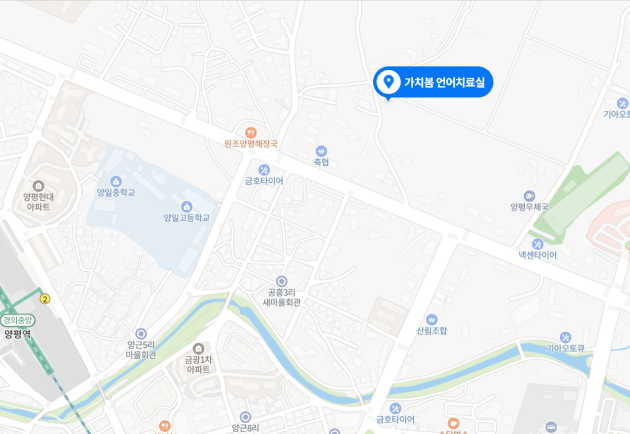 가치봄 언어치료실
기아오토
원조양평해장국
축협
금호타이어
양일중학교
양평현대
아파트
양일고등학교
양평우체국
넥센타이어
공흥3리
새마을회관
2
경의중앙
양평역
산림조합
양근5리
마을회관
기아오토큐
금광1차
아파트
금호타이어
양근8리